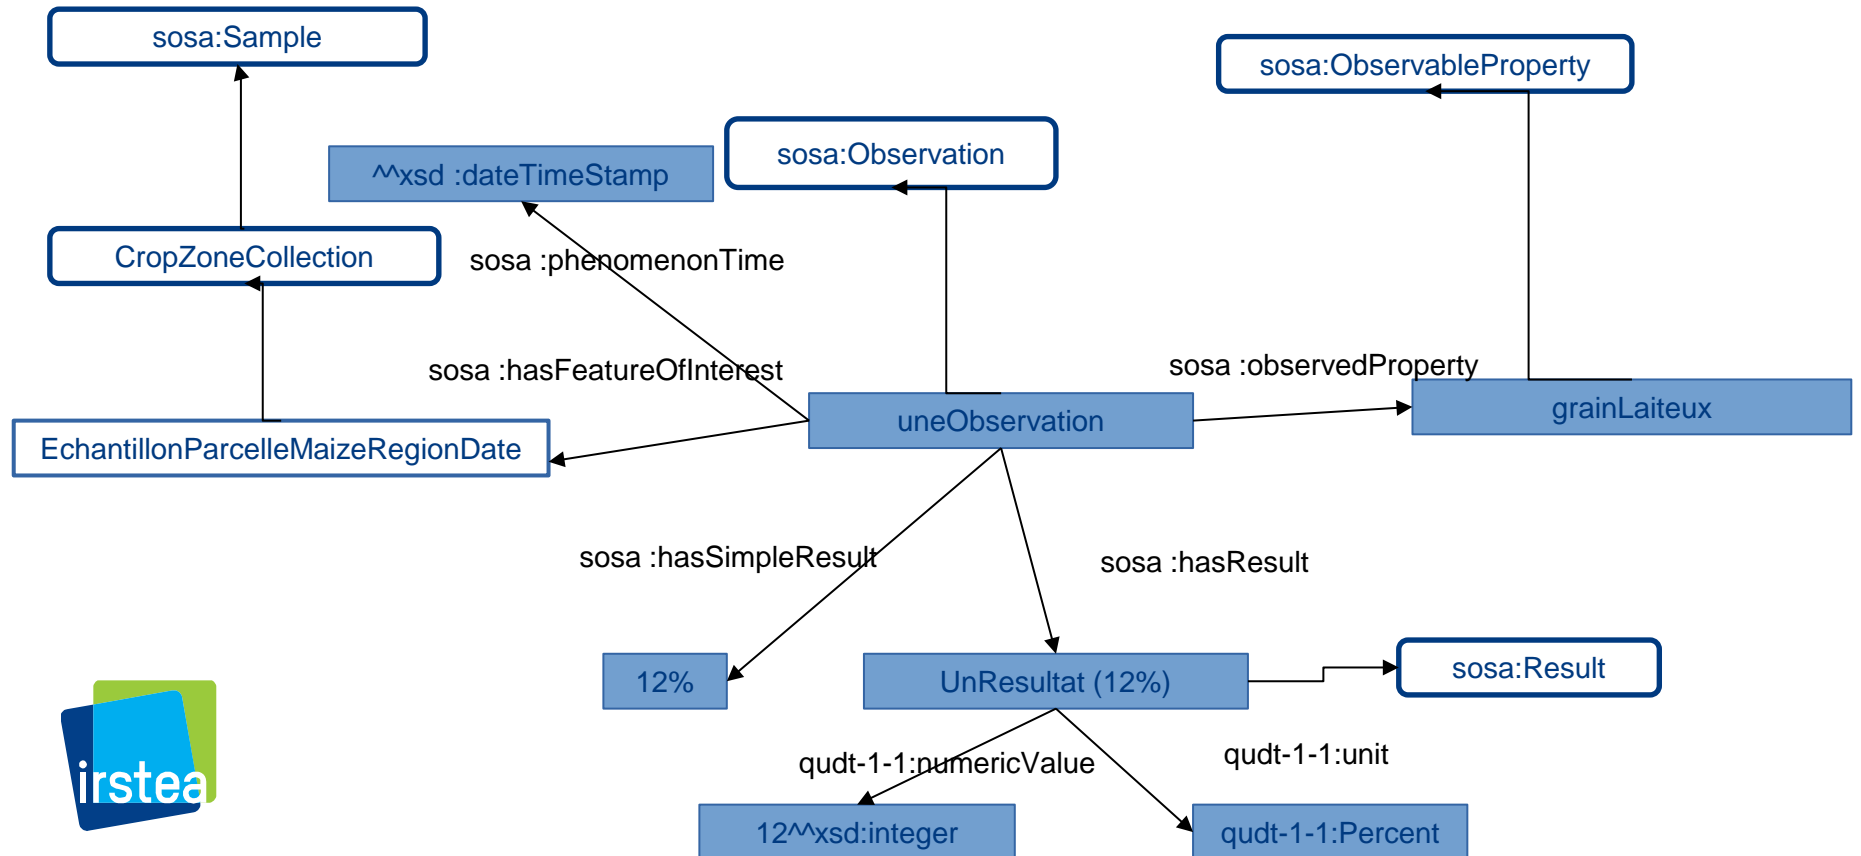 sosa:Sample
sosa:ObservableProperty
sosa:Observation
^^xsd :dateTimeStamp
CropZoneCollection
sosa :phenomenonTime
sosa :hasFeatureOfInterest
sosa :observedProperty
EchantillonParcelleMaizeRegionDate
uneObservation
grainLaiteux
sosa :hasSimpleResult
sosa :hasResult
12%
UnResultat (12%)
sosa:Result
qudt-1-1:numericValue
qudt-1-1:unit
irstea
12^^xsd:integer
qudt-1-1:Percent